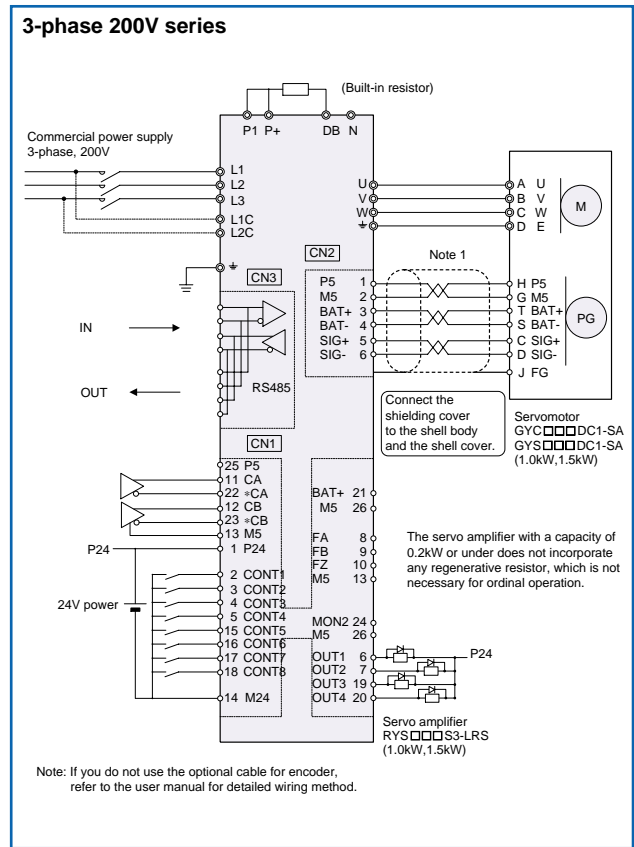 3-phase 200V series
(Built-in resistor)
P1 P+ DB N
Commercial power supply
3-phase, 200V
L1
L2
L3
L1C
L2C
U
V
W
A U
B V
C W
D E
M
CN2
Note 1
CN3
P5 1
M5 2
BAT+ 3
BAT- 4
SIG+ 5
SIG- 6
H P5
G M5
T BAT+
S BAT-
C SIG+
D SIG-
J FG
PG
IN
OUT
RS485
Connect the
shielding cover
to the shell body
and the shell cover.
Servomotor
GYC□□□DC1-SA
GYS□□□DC1-SA
(1.0kW,1.5kW)
CN1
25 P5
11 CA
22 *CA
12 CB
23 *CB
13 M5
P24 1 P24
24V power
2 CONT1
3 CONT2
4 CONT3
5 CONT4
15 CONT5
16 CONT6
17 CONT7
18 CONT8
14 M24
BAT+ 21
M5 26
FA 8
FB 9
FZ 10
M5 13
MON2 24
M5 26
OUT1 6
OUT2 7
OUT3 19
OUT4 20
P24
The servo amplifier with a capacity of
0.2kW or under does not incorporate
any regenerative resistor, which is not
necessary for ordinal operation.
Servo amplifier
RYS□□□S3-LRS
(1.0kW,1.5kW)
Note: If you do not use the optional cable for encoder,
refer to the user manual for detailed wiring method.